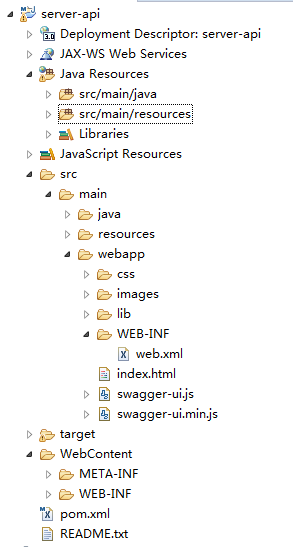 server-api
3.0 Deployment Descriptor: server-api
JAX-WS Web Services
Java Resources
src/main/java
src/main/resources
Libraries
JavaScript Resources
src
main
java
resources
webapp
css
images
lib
WEB-INF
web.xml
index.html
swagger-ui.js
swagger-ui.min.js
target
WebContent
META-INF
WEB-INF
pom.xml
README.txt